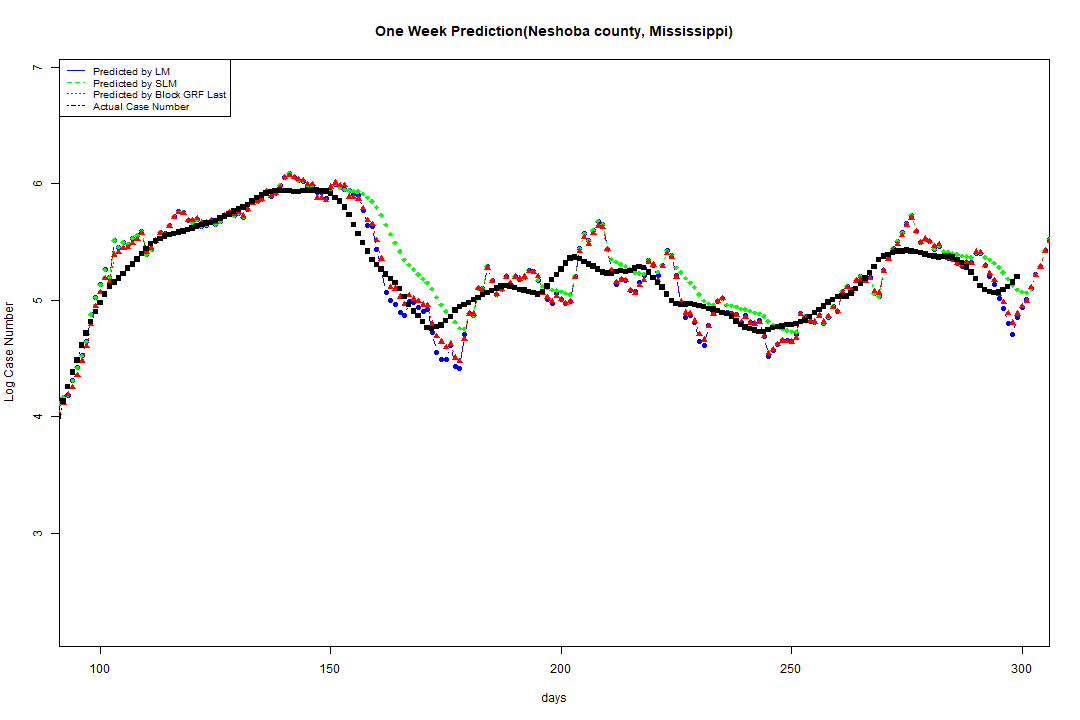 One Week Prediction(Neshoba county, Mississippi)
Predicted by LM
Predicted by SLM
Predicted by Block GRF Last
Actual Case Number
Log Case Number
7
6
5
4
3
100 150 200 250 300
days